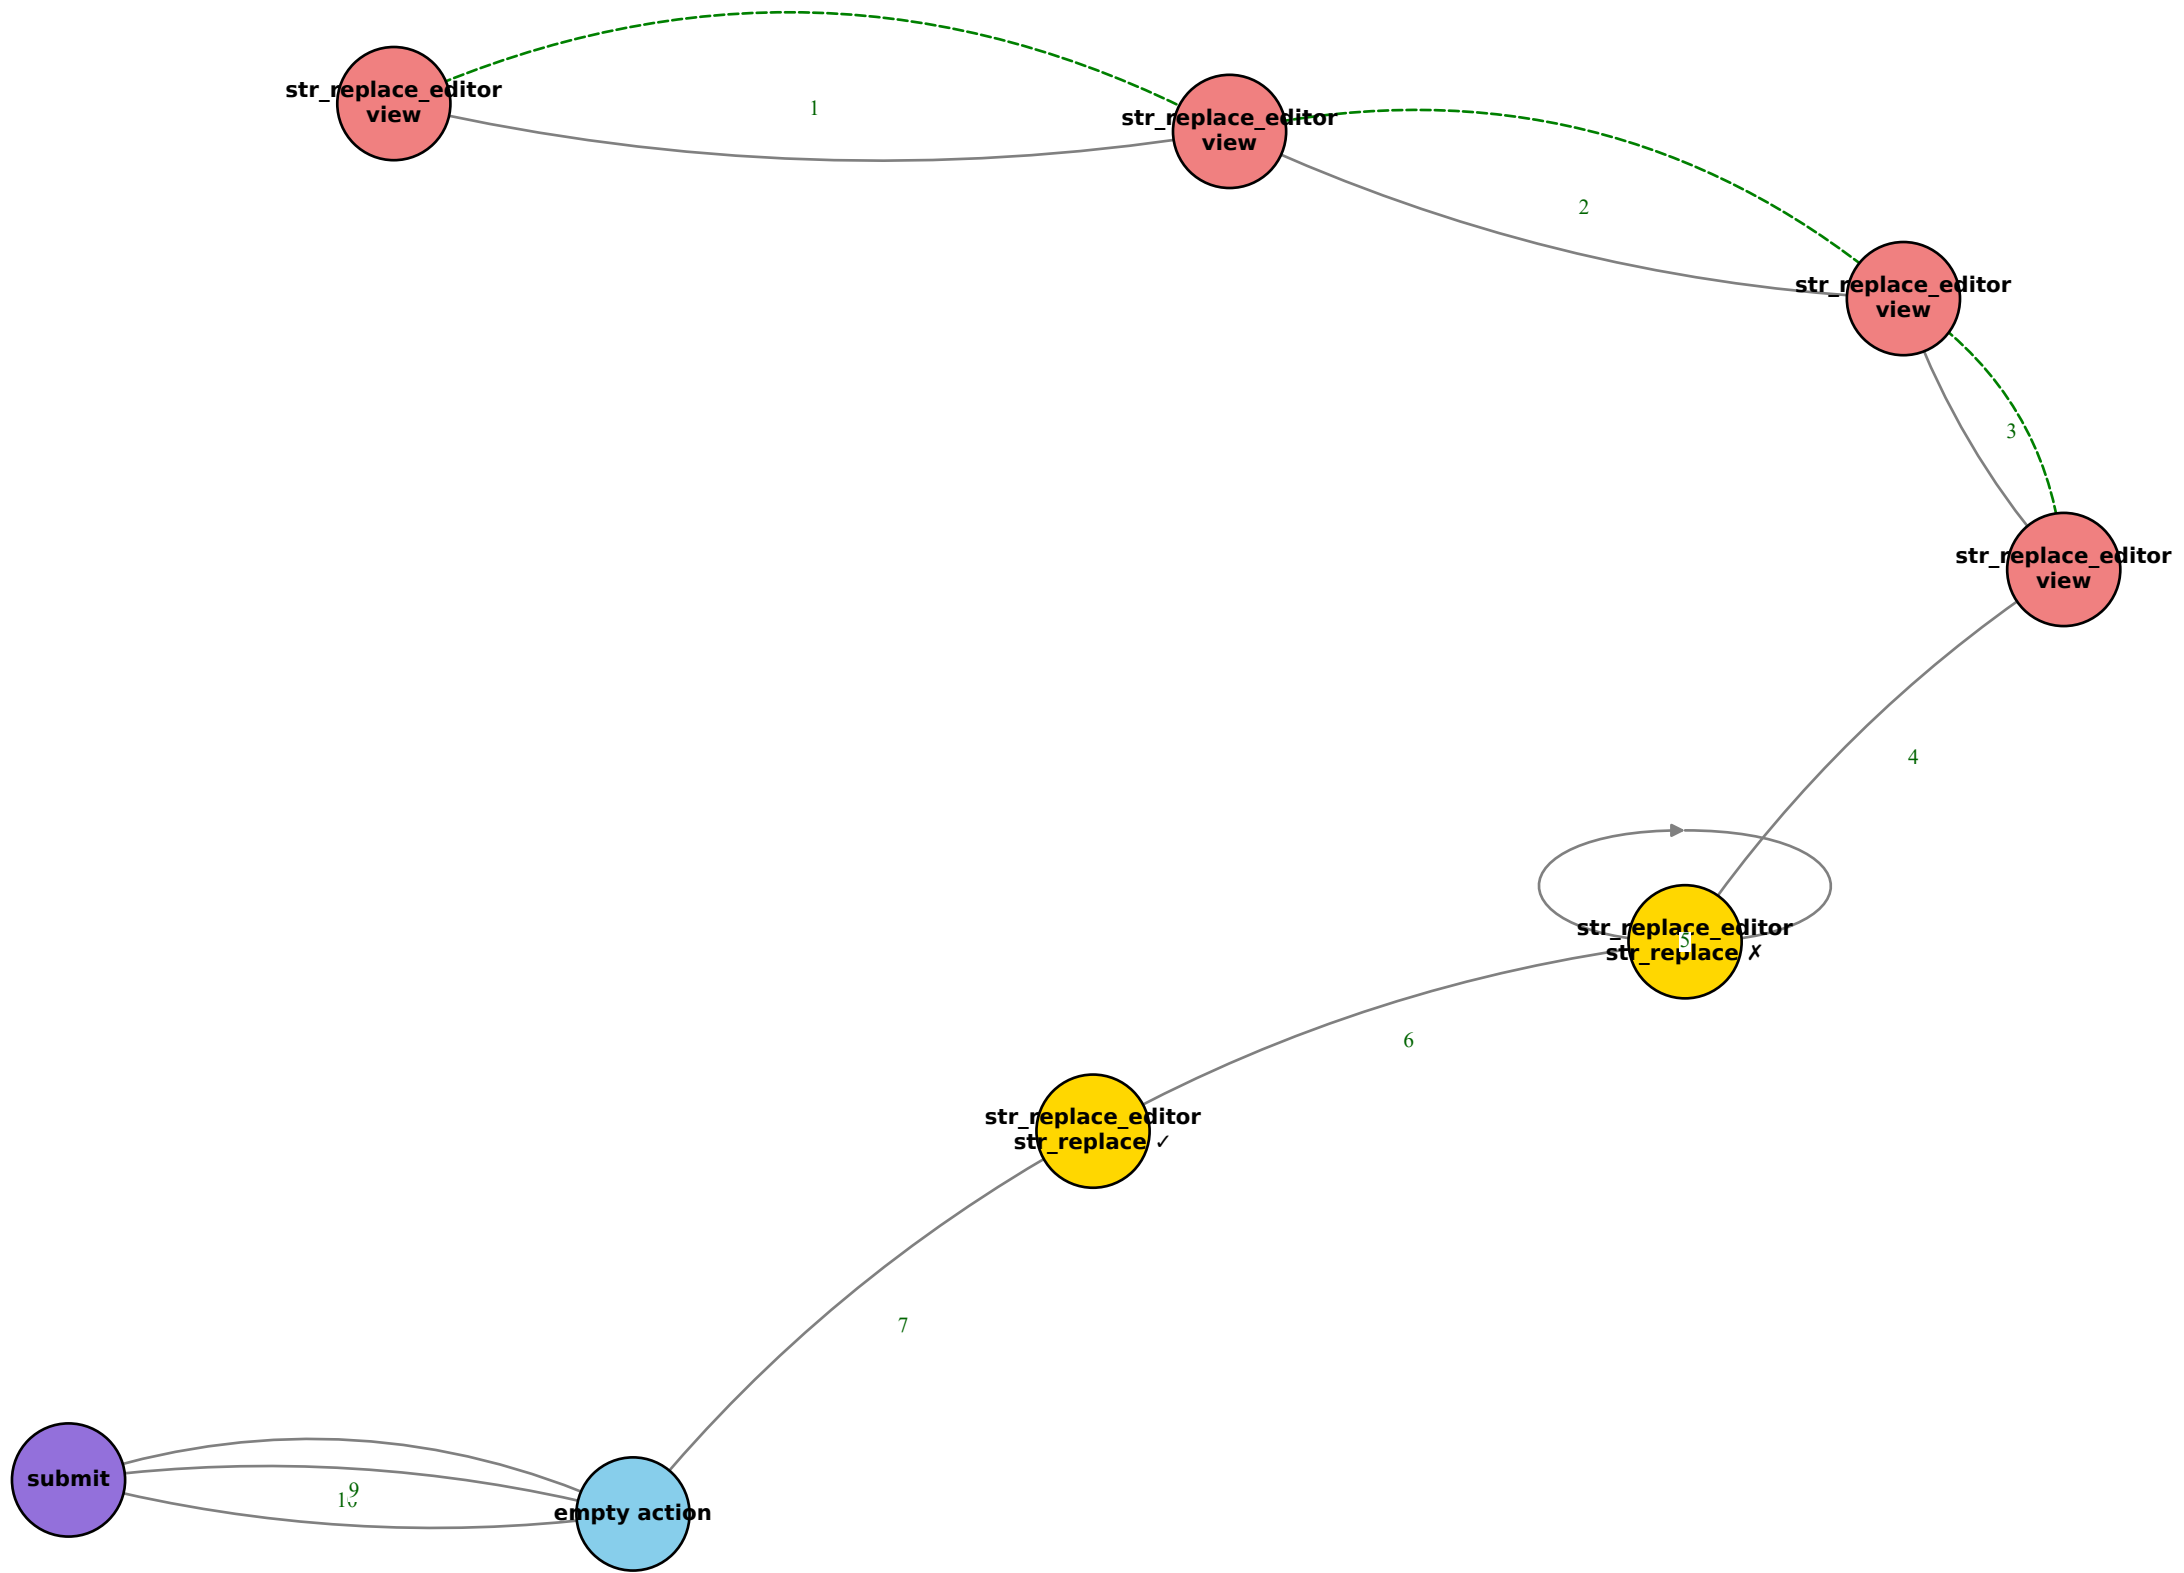 str_replace_editor
view
1
str_replace_editor
view
2
str_replace_editor
view
3
str_replace_editor
view
4
str_replace_editor
str_replace ✗
5
6
str_replace_editor
str_replace ✓
7
submit
9
empty action